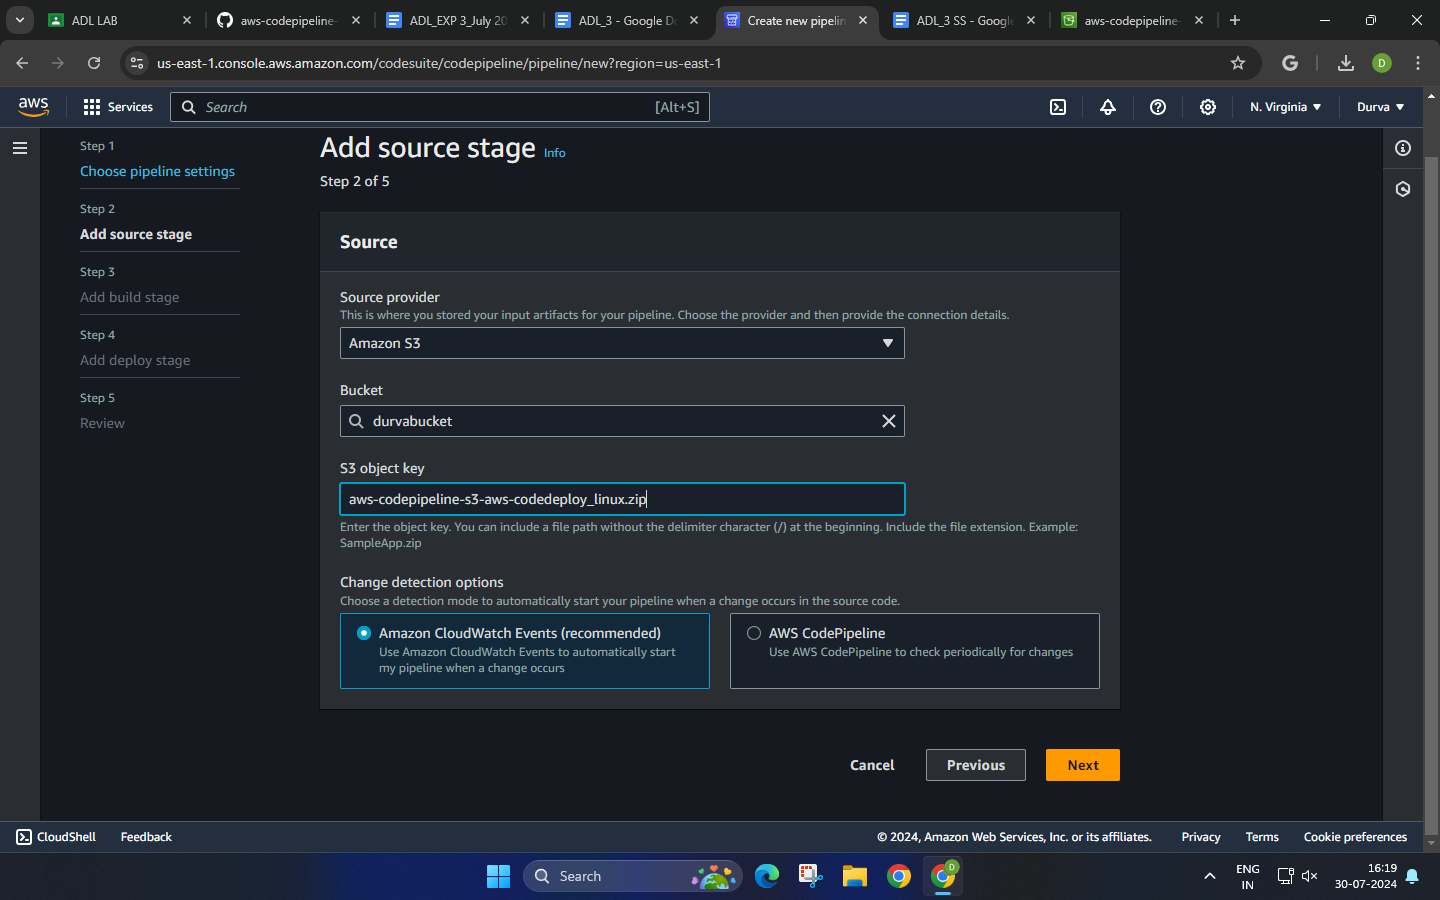 ADL LAB
aws-codepipeline-
ADL_EXP 3_July 20
ADL_3 - Google Do
Create new pipelin
ADL_3 SS - Google
aws-codepipeline-
us-east-1.console.aws.amazon.com/codesuite/codepipeline/pipeline/new?region=us-east-1
G
D
aws
Services
Search
[Alt+S]
N. Virginia
Durva
Step 1
Choose pipeline settings
Step 2
Add source stage
Step 3
Add build stage
Step 4
Add deploy stage
Step 5
Review
Add source stage Info
Step 2 of 5
Source
Source provider
This is where you stored your input artifacts for your pipeline. Choose the provider and then provide the connection details.
Amazon S3
Bucket
durvabucket
S3 object key
aws-codepipeline-s3-aws-codedeploy_linux.zip
Enter the object key. You can include a file path without the delimiter character (/) at the beginning. Include the file extension. Example:
SampleApp.zip
Change detection options
Choose a detection mode to automatically start your pipeline when a change occurs in the source code.
Amazon CloudWatch Events (recommended)
Use Amazon CloudWatch Events to automatically start
my pipeline when a change occurs
AWS CodePipeline
Use AWS CodePipeline to check periodically for changes
Cancel
Previous
Next
CloudShell
Feedback
© 2024, Amazon Web Services, Inc. or its affiliates.
Privacy
Terms
Cookie preferences
Search
D
ENG
IN
16:19
30-07-2024